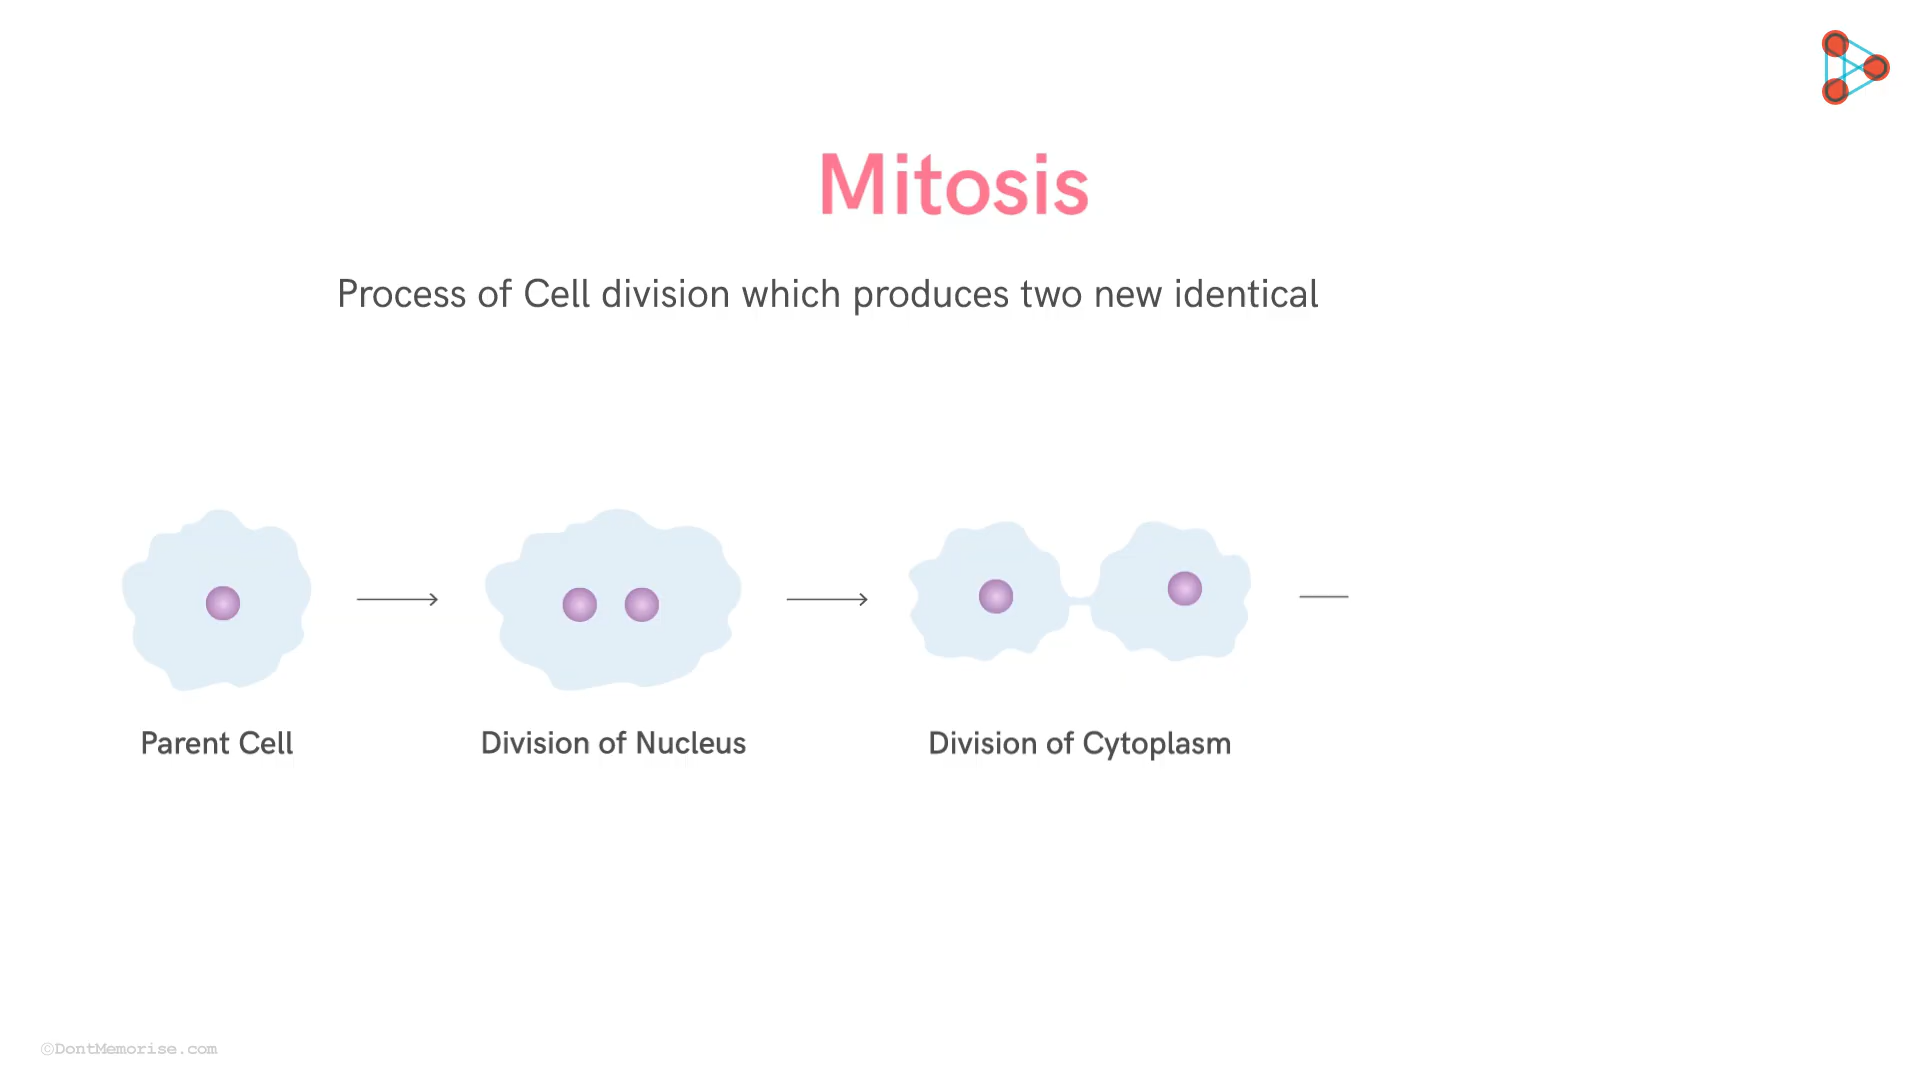 Mitosis
Process of Cell division which produces two new identical
Parent Cell
Division of Nucleus
Division of Cytoplasm
©DontMemorise.com